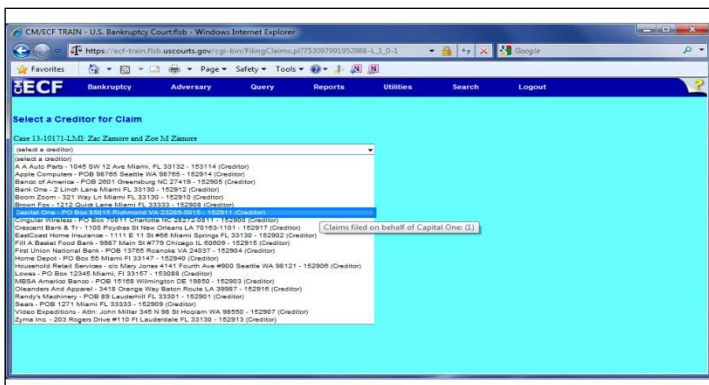 CM/ECF TRAIN - U.S. Bankruptcy Court:flsb - Windows Internet Explorer
https://ecf-train.flsb.uscourts.gov/cgi-bin/FilingClaims.pl?753097991952988-L_1_0-1
Google
Favorites Page Safety Tools
ECF Bankruptcy Adversary Query Reports Utilities Search Logout ?
Select a Creditor for Claim
Case 13-10171-LMI: Zac Zamore and Zoe M Zamore
(select a creditor)
(select a creditor)
A A Auto Parts - 1045 SW 12 Ave Miami, FL 33132 - 153114 (Creditor)
Apple Computers - POB 98765 Seattle WA 98765 - 152914 (Creditor)
Banco of America - POB 2601 Greensburg NC 27419 - 152905 (Creditor)
Bank One - 2 Linch Lane Miami FL 33130 - 152912 (Creditor)
Boom Zoom - 321 Way Ln Miami FL 33130 - 152910 (Creditor)
Brown Fox - 1212 Quick Lane Miami FL 33333 - 152908 (Creditor)
Capital One - PO Box 85015 Richmond VA 23285-5015 - 152911 (Creditor)
Cingular Wireless - PO Box 70811 Charlotte NC 28272-0811 - 152900 (Creditor)
Crescent Bank & Tr - 1100 Poydras St New Orleans LA 70163-1101 - 152917 (Creditor)
EastCoast Home Insurance - 1111 E 11 St #66 Miami Springs FL 33130 - 152902 (Creditor)
Claims filed on behalf of Capital One: (1)
Fill A Basket Food Bank - 9987 Main St #779 Chicago IL 60609 - 152915 (Creditor)
First Union National Bank - POB 13765 Roanoke VA 24037 - 152904 (Creditor)
Home Depot - PO Box 55 Miami Fl 33147 - 152940 (Creditor)
Household Retail Services - c/o Mary Jones 4141 Fourth Ave #900 Seattle WA 98121 - 152906 (Creditor)
Lowes - PO Box 12345 Miami, Fl 33157 - 153088 (Creditor)
MBSA Americo Banco - POB 15168 Wilmington DE 19850 - 152903 (Creditor)
Oleanders And Apparel - 3418 Orange Way Baton Route LA 39987 - 152916 (Creditor)
Randy's Machinery - POB 89 Lauderhill FL 33301 - 152901 (Creditor)
Sears - POB 1271 Miami FL 33333 - 152909 (Creditor)
Video Expeditions - Attn: John Miller 346 N 98 St Hoqiam WA 98550 - 152907 (Creditor)
Zyma Inc. - 203 Rogers Drive #110 Ft Lauderdale FL 33130 - 152913 (Creditor)